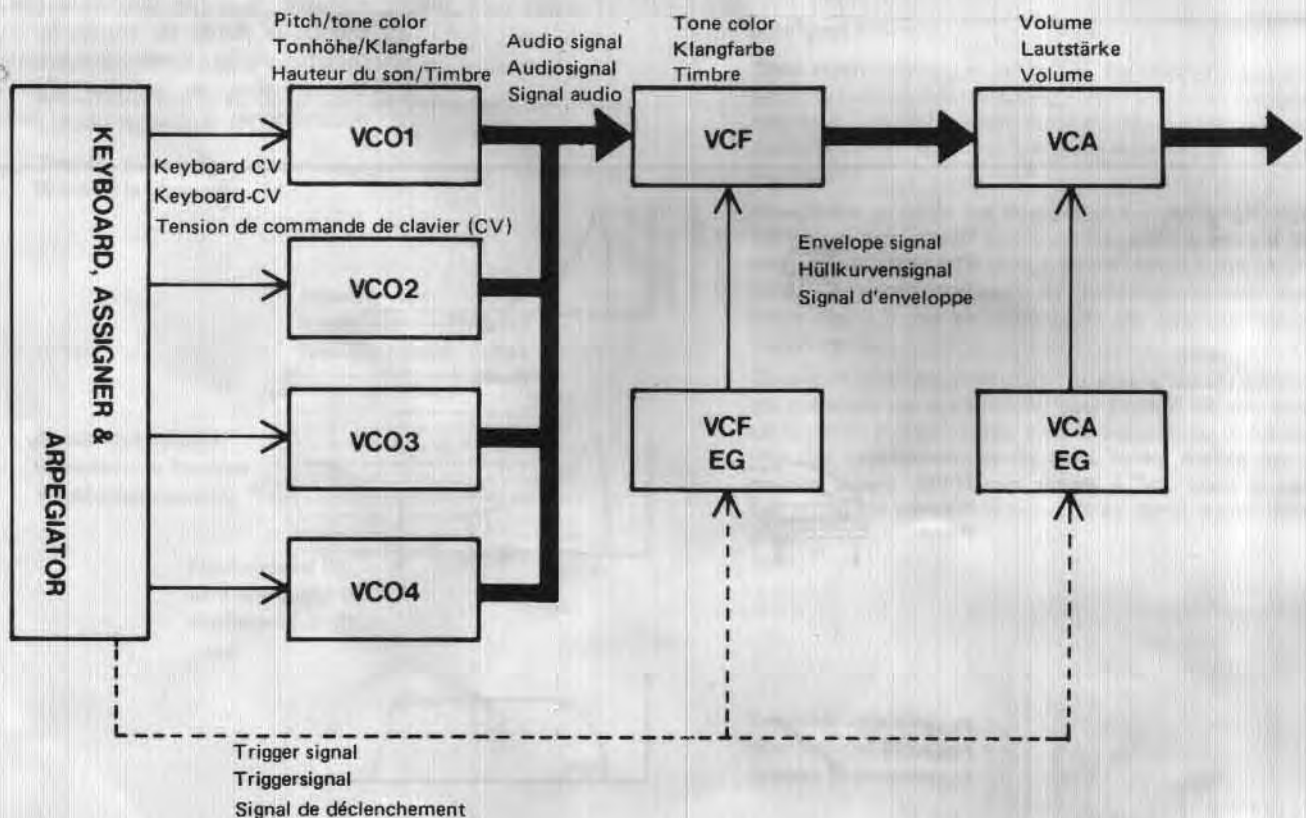 Pitch/tone color
Tonhöhe/Klangfarbe
Hauteur du son/Timbre
Audio signal
Audiosignal
Signal audio
Tone color
Klangfarbe
Timbre
Volume
Lautstärke
Volume
KEYBOARD, ASSIGNER &
ARPEGIATOR
VCO1
VCF
VCA
Keyboard CV
Keyboard-CV
Tension de commande de clavier (CV)
VCO2
Envelope signal
Hüllkurvensignal
Signal d'enveloppe
VCO3
VCF
EG
VCA
EG
VCO4
Trigger signal
Triggersignal
Signal de déclenchement